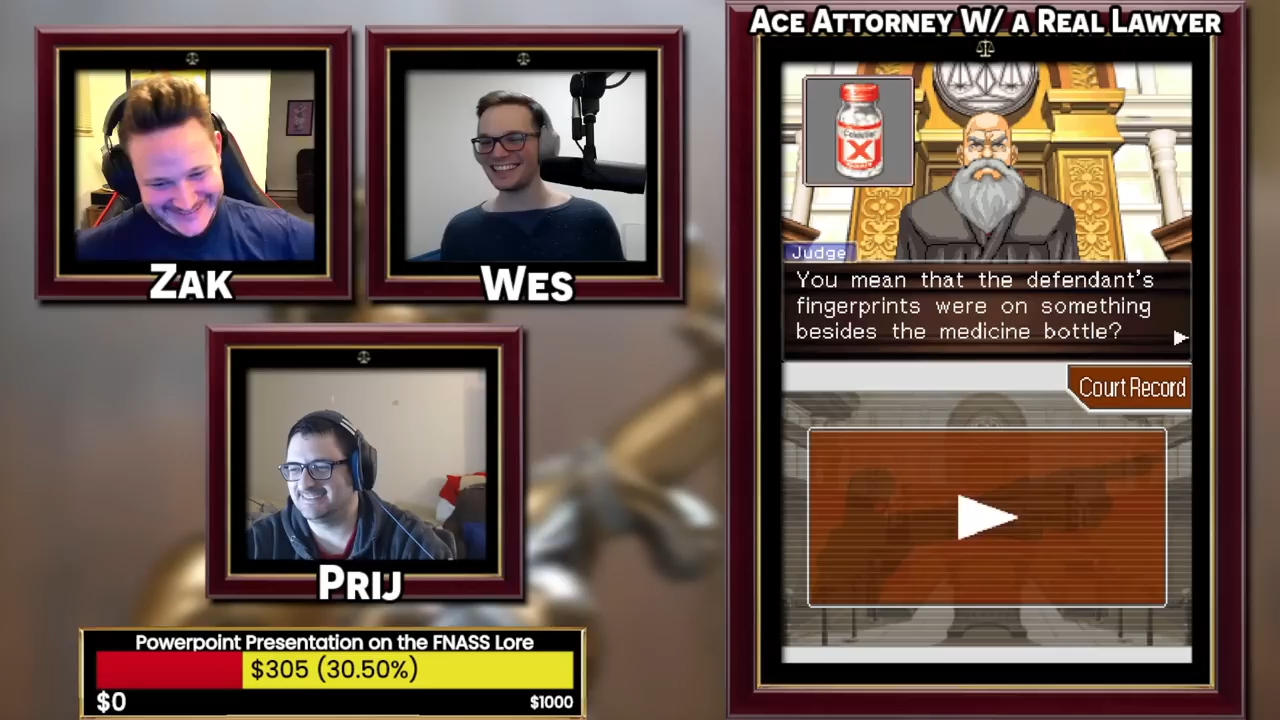 Ace Attorney W/ a Real Lawyer
Zak
Wes
Judge
You mean that the defendant's
fingerprints were on something
besides the medicine bottle?
Court Record
X
Prij
Powerpoint Presentation on the FNASS Lore
$305 (30.50%)
$0
$1000